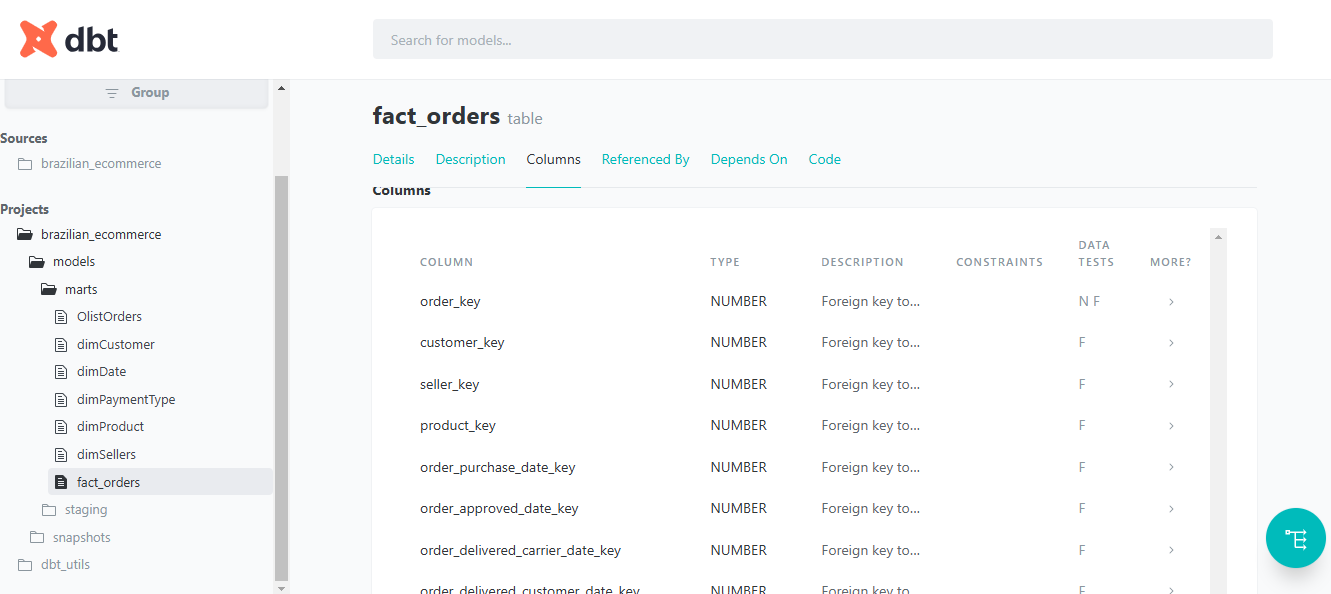 dbt
Search for models...
Group
Sources
brazilian_ecommerce
Projects
brazilian_ecommerce
models
marts
OlistOrders
dimCustomer
dimDate
dimPaymentType
dimProduct
dimSellers
fact_orders
staging
snapshots
dbt_utils
fact_orders table
Details Description Columns Referenced By Depends On Code
Columns
COLUMN TYPE DESCRIPTION CONSTRAINTS DATA TESTS MORE?
order_key NUMBER Foreign key to... N F
customer_key NUMBER Foreign key to... F
seller_key NUMBER Foreign key to... F
product_key NUMBER Foreign key to... F
order_purchase_date_key NUMBER Foreign key to... F
order_approved_date_key NUMBER Foreign key to... F
order_delivered_carrier_date_key NUMBER Foreign key to... F
order_delivered_customer_date_key NUMBER Foreign key to... F